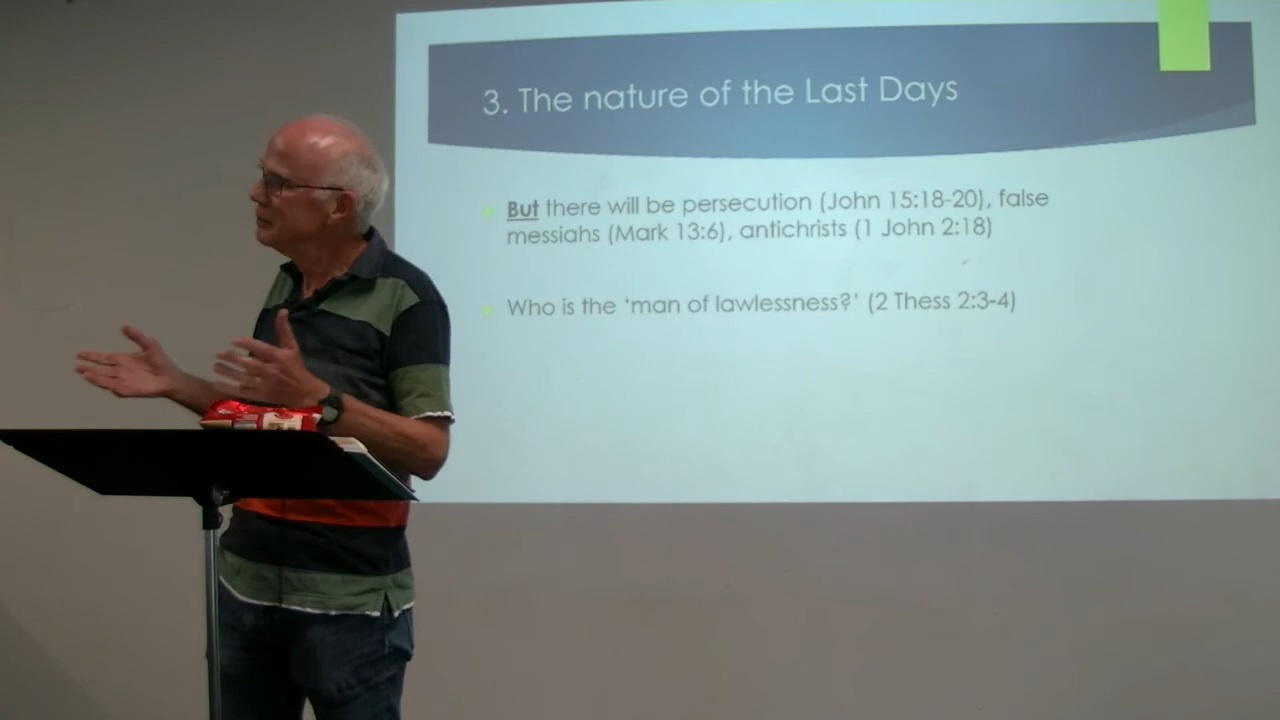 3. The nature of the Last Days
But there will be persecution (John 15:18-20), false
messiahs (Mark 13:6), antichrists (1 John 2:18)
Who is the ‘man of lawlessness?’ (2 Thess 2:3-4)